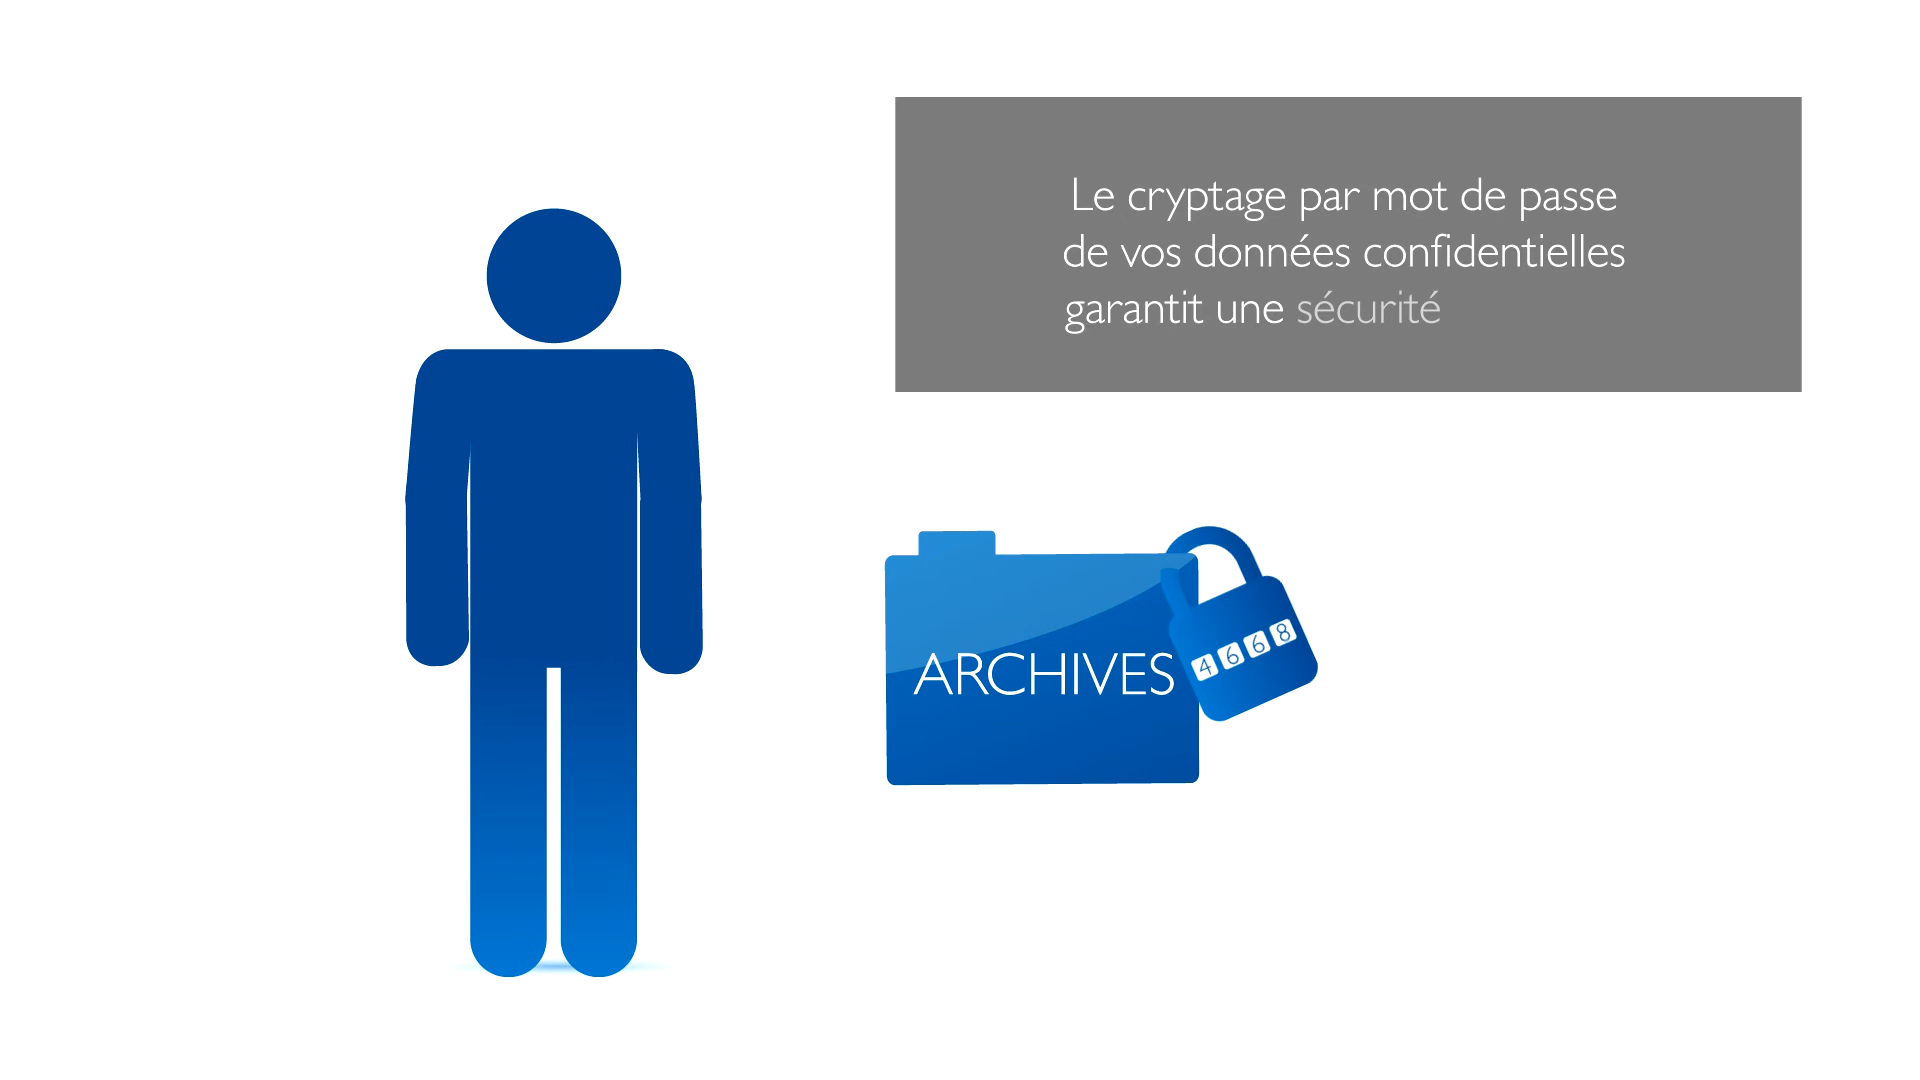 Le cryptage par mot de passe
de vos données confidentielles
garantit une sécurité
ARCHIVES
4668